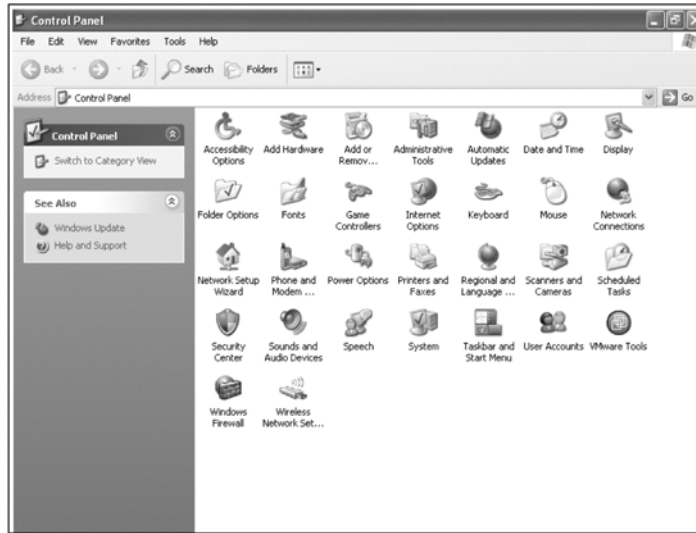 Control Panel
File Edit View Favorites Tools Help
Back Search Folders
Address Control Panel Go
Control Panel
Switch to Category View
See Also
Windows Update
Help and Support
Accessibility Options
Add Hardware
Add or Remov...
Administrative Tools
Automatic Updates
Date and Time
Display
Folder Options
Fonts
Game Controllers
Internet Options
Keyboard
Mouse
Network Connections
Network Setup Wizard
Phone and Modem ...
Power Options
Printers and Faxes
Regional and Language ...
Scanners and Cameras
Scheduled Tasks
Security Center
Sounds and Audio Devices
Speech
System
Taskbar and Start Menu
User Accounts
VMware Tools
Windows Firewall
Wireless Network Set...